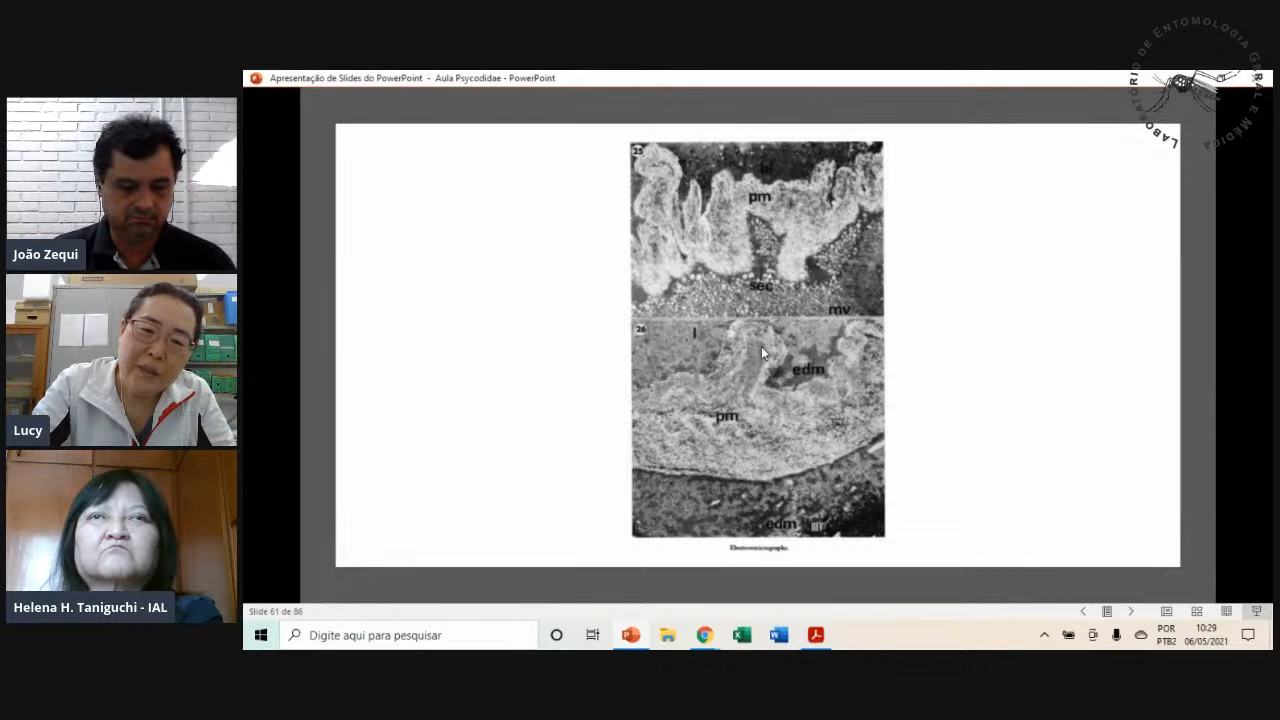 LABORATÓRIO DE ENTOMOLOGIA GERAL E MÉDICA
Apresentação de Slides do PowerPoint - Aula Psycodidae - PowerPoint
João Zequi
Lucy
Helena H. Taniguchi - IAL
25
bl
pm
sec
mv
26
l
edm
pm
edm
Electronmicrographs.
Slide 61 de 86
Digite aqui para pesquisar
POR
PTB2
10:29
06/05/2021